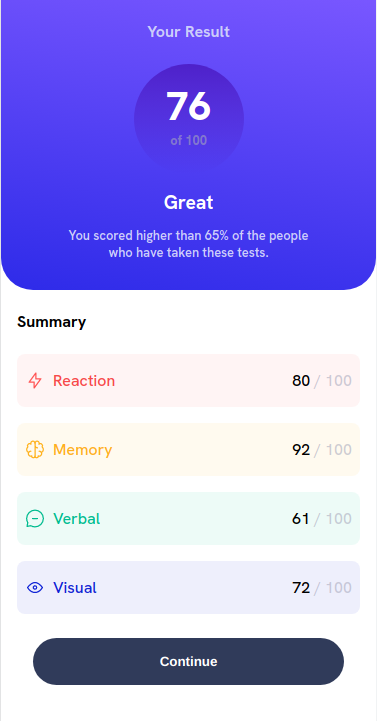 Your Result
76
of 100
Great
You scored higher than 65% of the people
who have taken these tests.
Summary
Reaction 80 / 100
Memory 92 / 100
Verbal 61 / 100
Visual 72 / 100
Continue